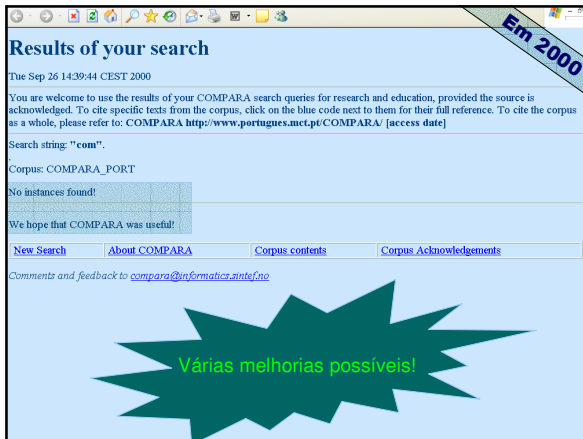 Em 2000
Results of your search
Tue Sep 26 14:39:44 CEST 2000
You are welcome to use the results of your COMPARA search queries for research and education, provided the source is
acknowledged. To cite specific texts from the corpus, click on the blue code next to them for their full reference. To cite the corpus
as a whole, please refer to: COMPARA http://www.portugues.mct.pt/COMPARA/ [access date]
Search string: "com".
.
Corpus: COMPARA_PORT
No instances found!
We hope that COMPARA was useful!
New Search About COMPARA Corpus contents Corpus Acknowledgements
Comments and feedback to compara@informatics.sintef.no
Várias melhorias possíveis!